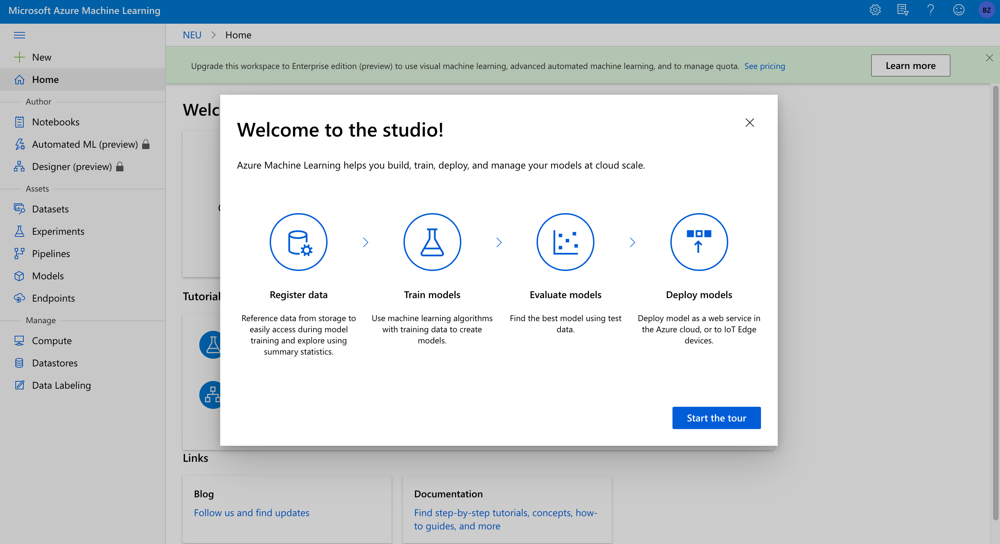 Microsoft Azure Machine Learning
BZ
New
Home
Author
Notebooks
Automated ML (preview)
Designer (preview)
Assets
Datasets
Experiments
Pipelines
Models
Endpoints
Manage
Compute
Datastores
Data Labeling
NEU > Home
Upgrade this workspace to Enterprise edition (preview) to use visual machine learning, advanced automated machine learning, and to manage quota. See pricing
Learn more
Welc
Welcome to the studio!
Azure Machine Learning helps you build, train, deploy, and manage your models at cloud scale.
Register data
Reference data from storage to
easily access during model
training and explore using
summary statistics.
Train models
Use machine learning algorithms
with training data to create
models.
Evaluate models
Find the best model using test
data.
Deploy models
Deploy model as a web service in
the Azure cloud, or to IoT Edge
devices.
Start the tour
Tutorial
Links
Blog
Follow us and find updates
Documentation
Find step-by-step tutorials, concepts, how-
to guides, and more